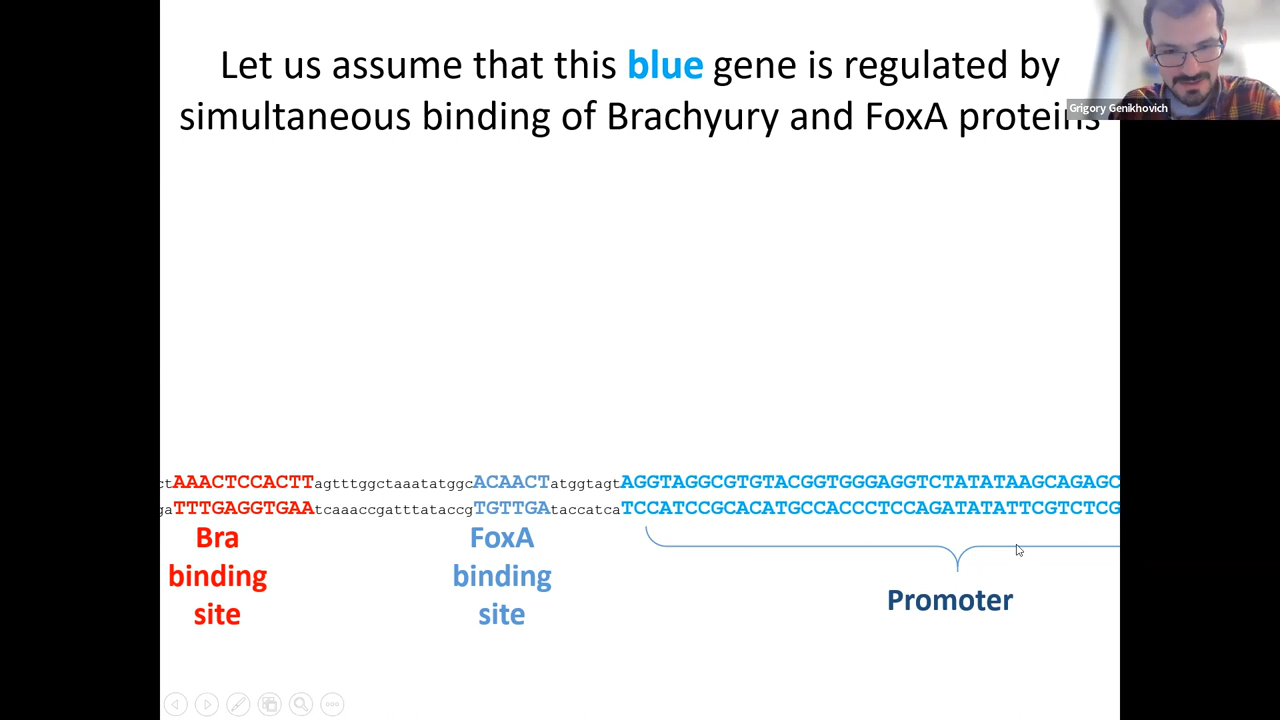 Let us assume that this blue gene is regulated by
simultaneous binding of Brachyury and FoxA proteins
Grigory Genikhovich
ctAAACTCCACTTagtttggctaaatatggcACAACTatggtagtAGGTAGGCGTGTACGGTGGGAGGTCTATATAAGCAGAGC
gaTTTGAGGTGAAtcaaaccgatttataccgTGTTGAtaccatcaTCCATCCGCACATGCCACCCTCCAGATATATTCGTCTCG
Bra
binding
site
FoxA
binding
site
Promoter